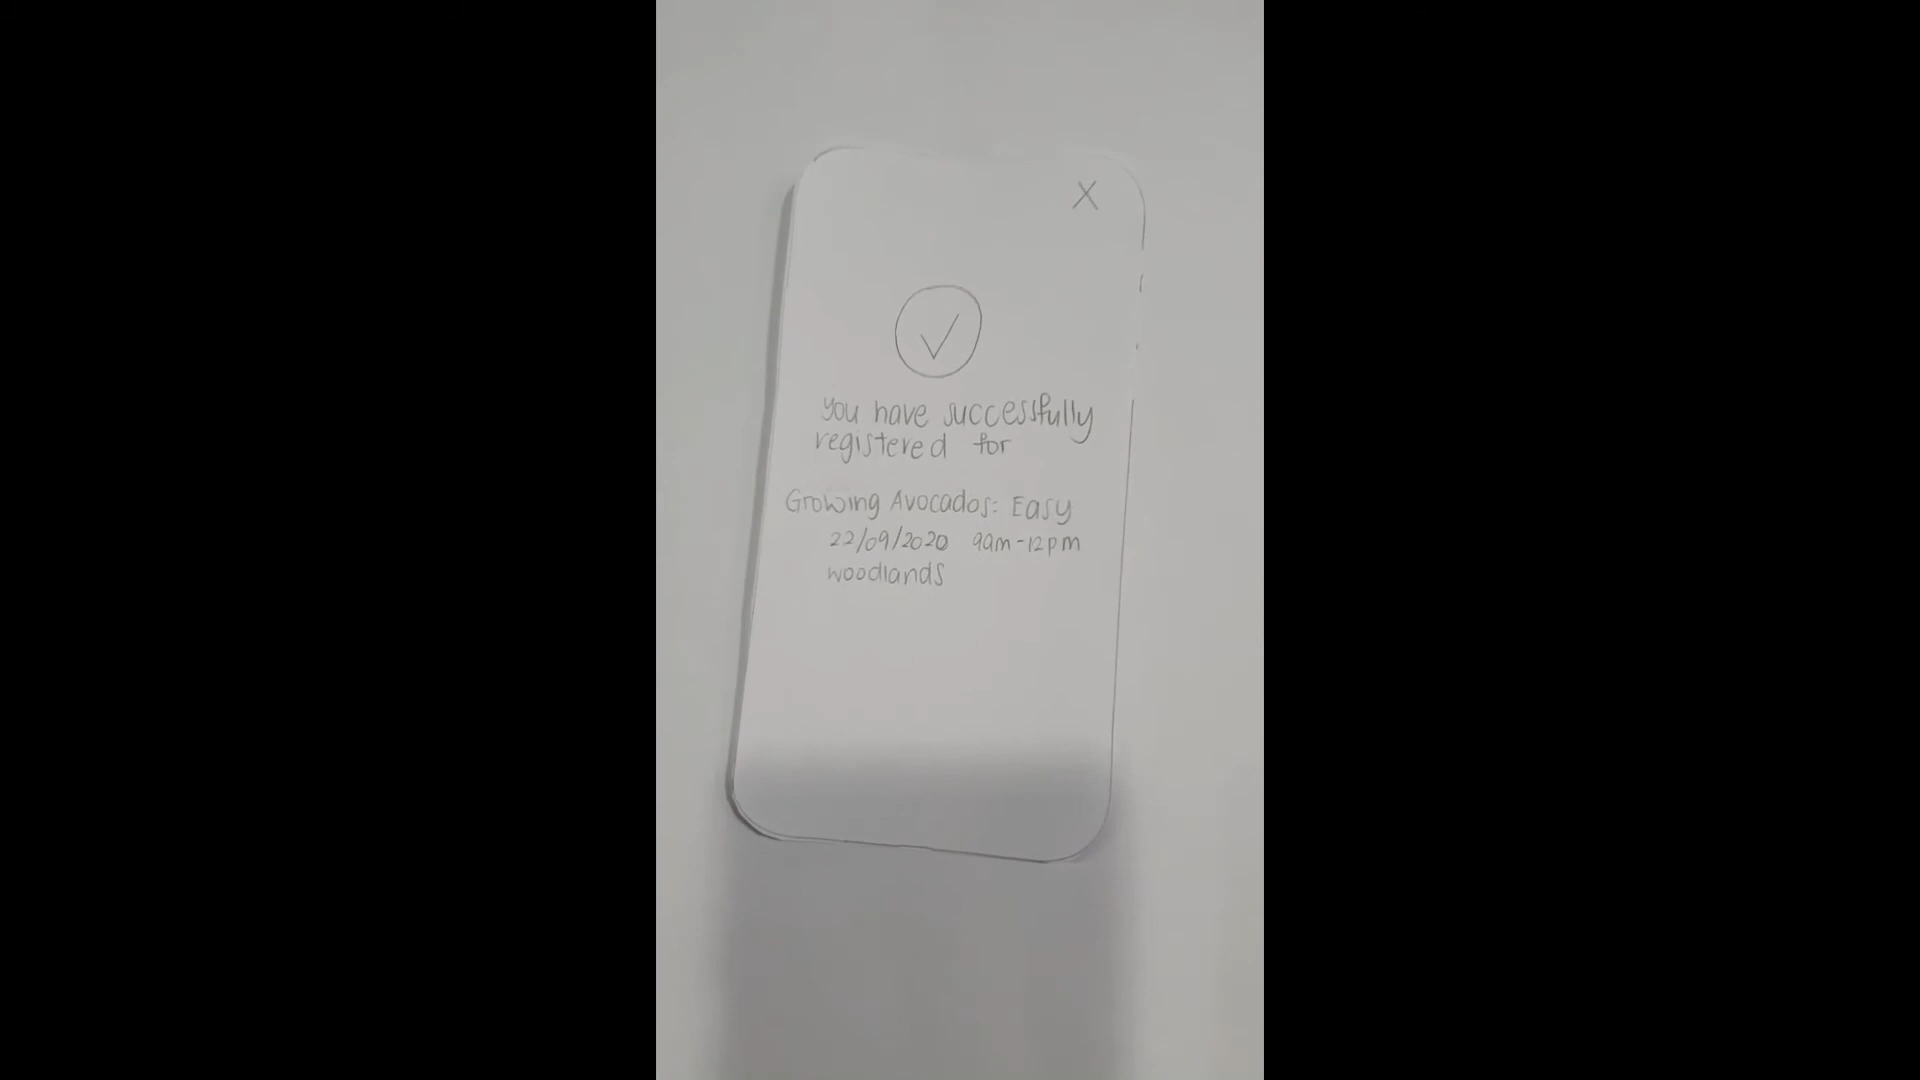 X
You have successfully
registered for
Growing Avocados: Easy
22/09/2020 9am-12pm
woodlands